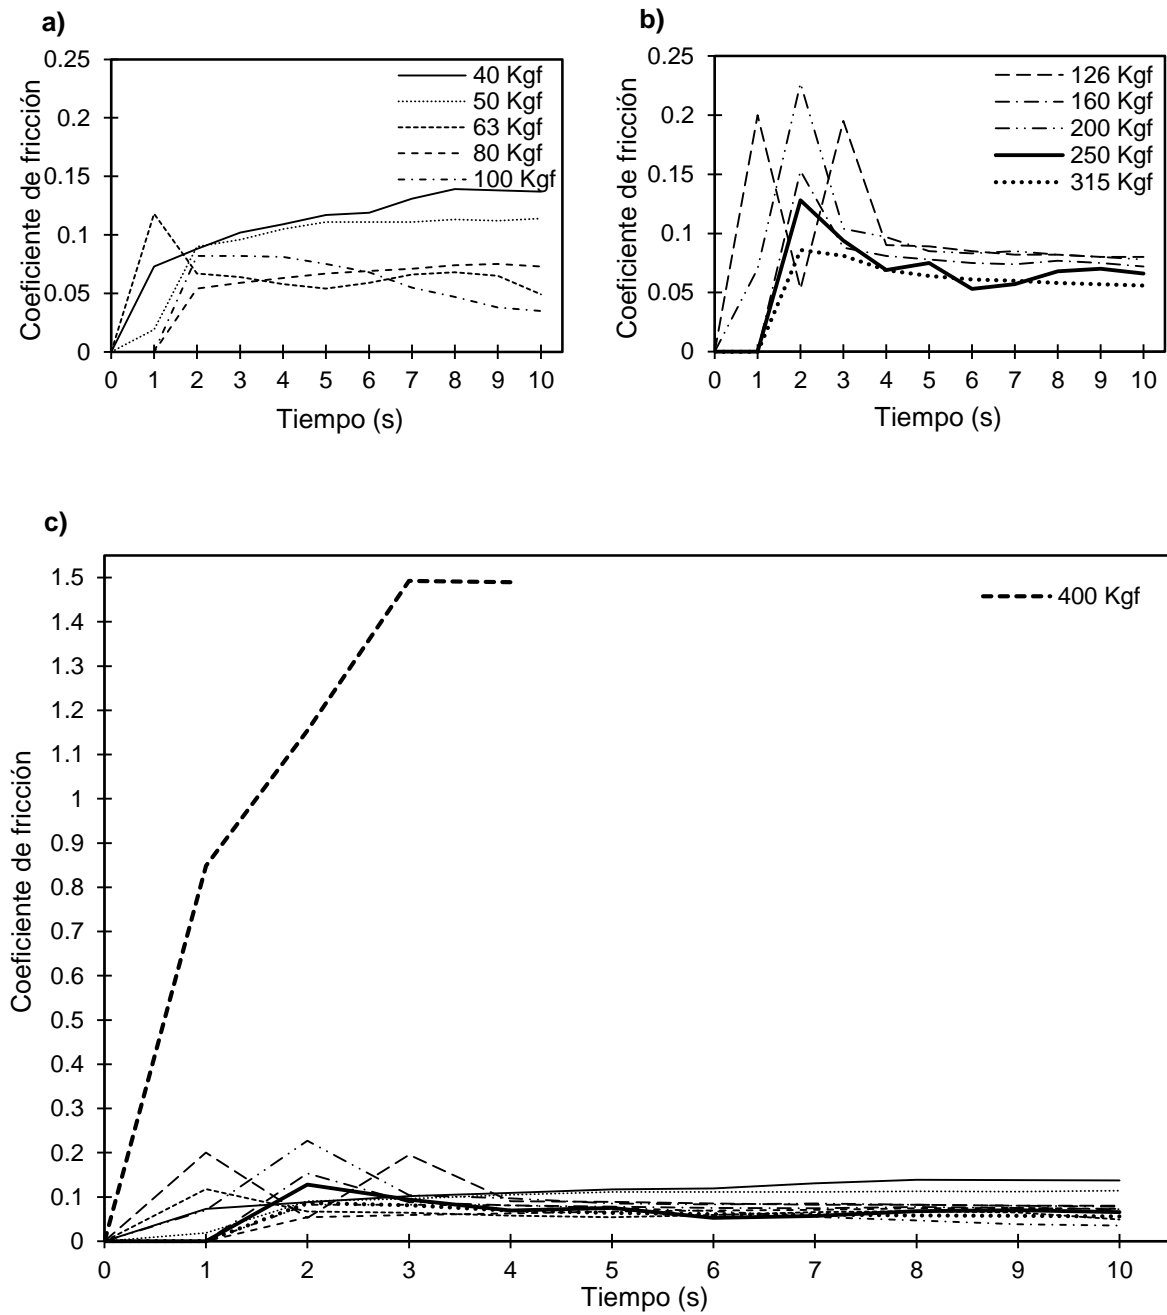 a)
0.25
0.2
0.15
0.1
0.05
0
Coeficiente de fricción
40 Kgf
50 Kgf
63 Kgf
80 Kgf
100 Kgf
0 1 2 3 4 5 6 7 8 9 10
Tiempo (s)
b)
0.25
0.2
0.15
0.1
0.05
0
Coeficiente de fricción
126 Kgf
160 Kgf
200 Kgf
250 Kgf
315 Kgf
0 1 2 3 4 5 6 7 8 9 10
Tiempo (s)
c)
1.5
1.4
1.3
1.2
1.1
1
0.9
0.8
0.7
0.6
0.5
0.4
0.3
0.2
0.1
0
Coeficiente de fricción
400 Kgf
0 1 2 3 4 5 6 7 8 9 10
Tiempo (s)